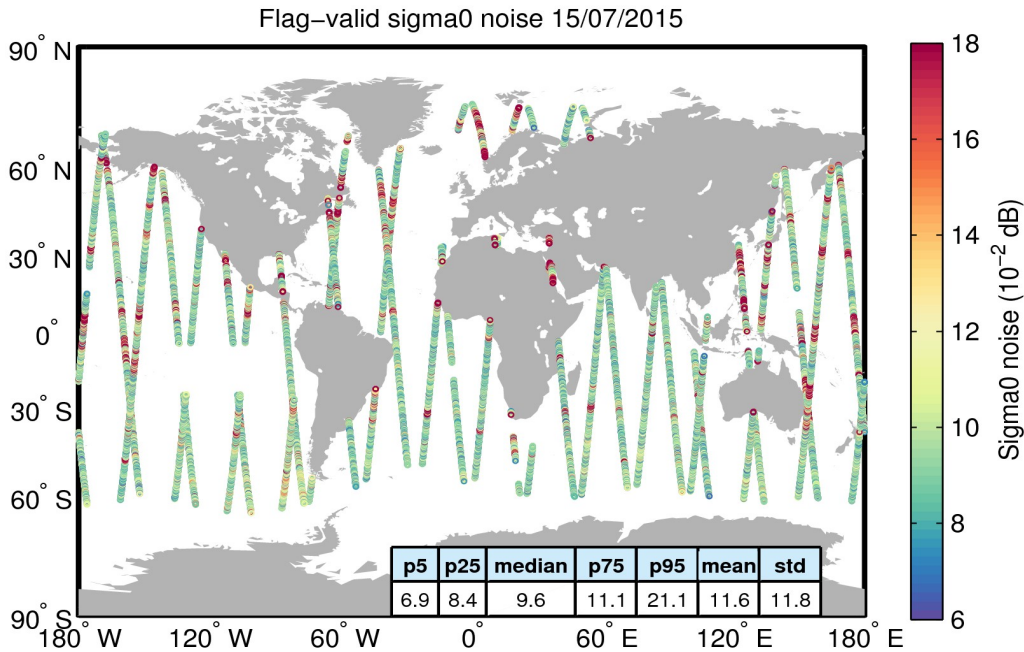 Flag−valid sigma0 noise 15/07/2015
90° N
60° N
30° N
0°
30° S
60° S
90° S
180° W 120° W 60° W 0° 60° E 120° E 180° E
p5 p25 median p75 p95 mean std
6.9 8.4 9.6 11.1 21.1 11.6 11.8
18
16
14
12
10
8
6
Sigma0 noise (10⁻² dB)